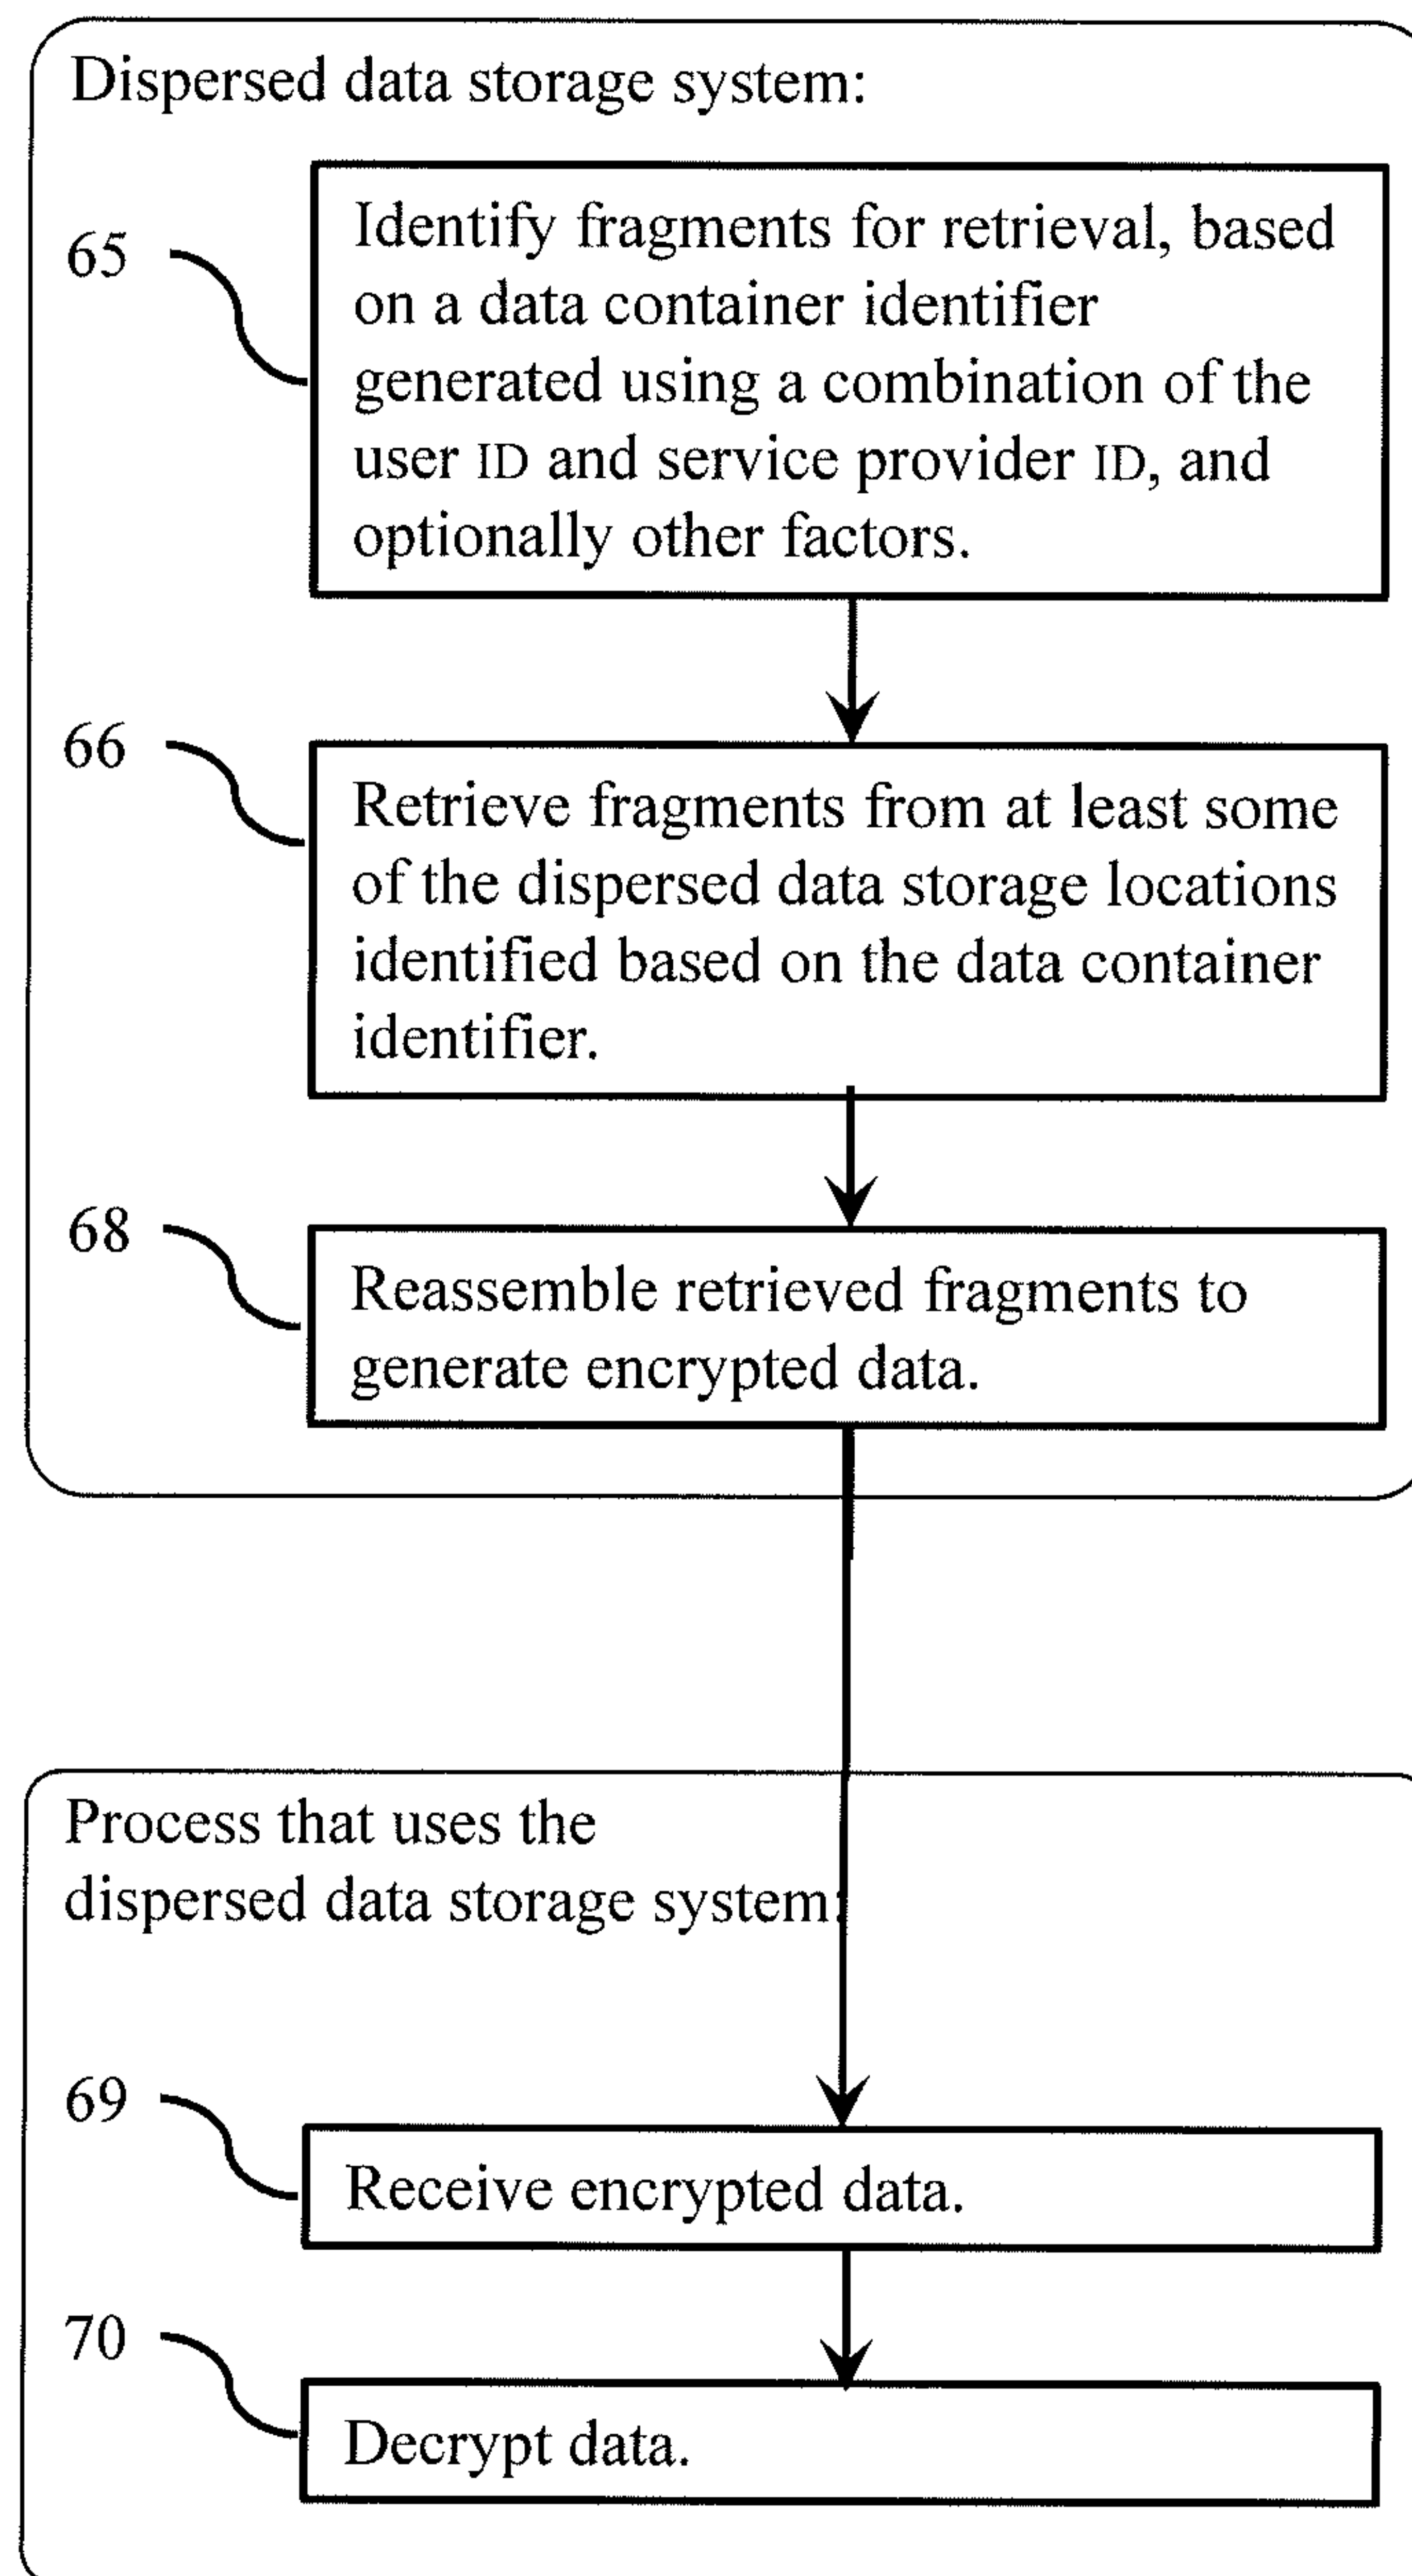 Dispersed data storage system:
65
Identify fragments for retrieval, based
on a data container identifier
generated using a combination of the
user ID and service provider ID, and
optionally other factors.
66
Retrieve fragments from at least some
of the dispersed data storage locations
identified based on the data container
identifier.
68
Reassemble retrieved fragments to
generate encrypted data.
Process that uses the
dispersed data storage system:
69
Receive encrypted data.
70
Decrypt data.